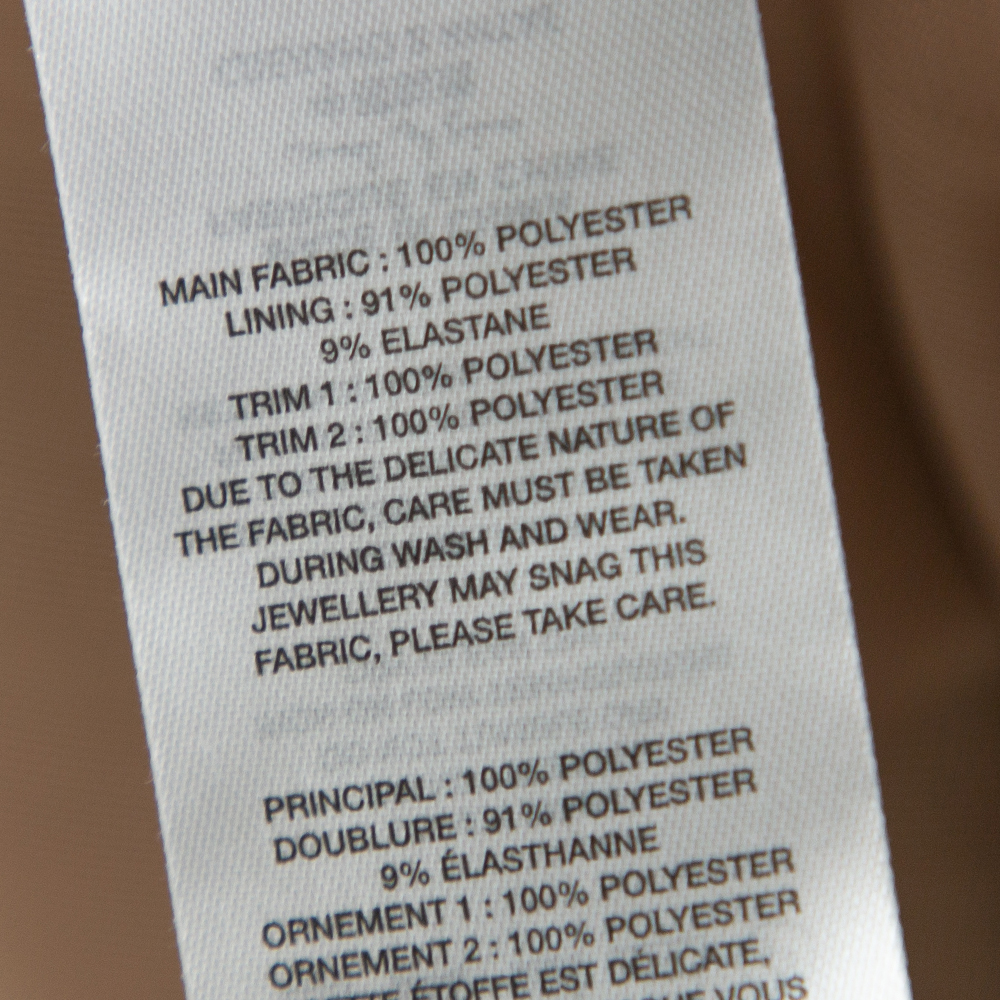 MAIN FABRIC : 100% POLYESTER
LINING : 91% POLYESTER
9% ELASTANE
TRIM 1 : 100% POLYESTER
TRIM 2 : 100% POLYESTER
DUE TO THE DELICATE NATURE OF
THE FABRIC, CARE MUST BE TAKEN
DURING WASH AND WEAR.
JEWELLERY MAY SNAG THIS
FABRIC, PLEASE TAKE CARE.
PRINCIPAL : 100% POLYESTER
DOUBLURE : 91% POLYESTER
9% ÉLASTHANNE
ORNEMENT 1 : 100% POLYESTER
ORNEMENT 2 : 100% POLYESTER
ÉTOFFE EST DÉLICATE,
QUE VOUS